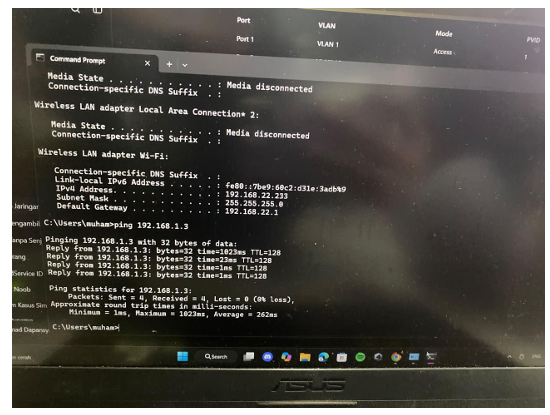 Port VLAN Mode PVID
Port 1 VLAN 1 Access 1
Command Prompt
Media State . . . . . . . . . . . : Media disconnected
Connection-specific DNS Suffix . :
Wireless LAN adapter Local Area Connection* 2:
Media State . . . . . . . . . . . : Media disconnected
Connection-specific DNS Suffix . :
Wireless LAN adapter Wi-Fi:
Connection-specific DNS Suffix . :
Link-local IPv6 Address . . . . . : fe80::7be9:60c2:d31e:3adb%9
IPv4 Address. . . . . . . . . . . : 192.168.22.233
Subnet Mask . . . . . . . . . . . : 255.255.255.0
Default Gateway . . . . . . . . . : 192.168.22.1
Jaringan
engambil
C:\Users\muham>ping 192.168.1.3
anpa Senj
Pinging 192.168.1.3 with 32 bytes of data:
Reply from 192.168.1.3: bytes=32 time=1023ms TTL=128
tang
Reply from 192.168.1.3: bytes=32 time=23ms TTL=128
Reply from 192.168.1.3: bytes=32 time=1ms TTL=128
dService ID
Reply from 192.168.1.3: bytes=32 time=1ms TTL=128
Noob
Ping statistics for 192.168.1.3:
Packets: Sent = 4, Received = 4, Lost = 0 (0% loss),
m Kasus Sim
Approximate round trip times in milli-seconds:
Minimum = 1ms, Maximum = 1023ms, Average = 262ms
C:\Users\muham>
Search
ENG
ASUS